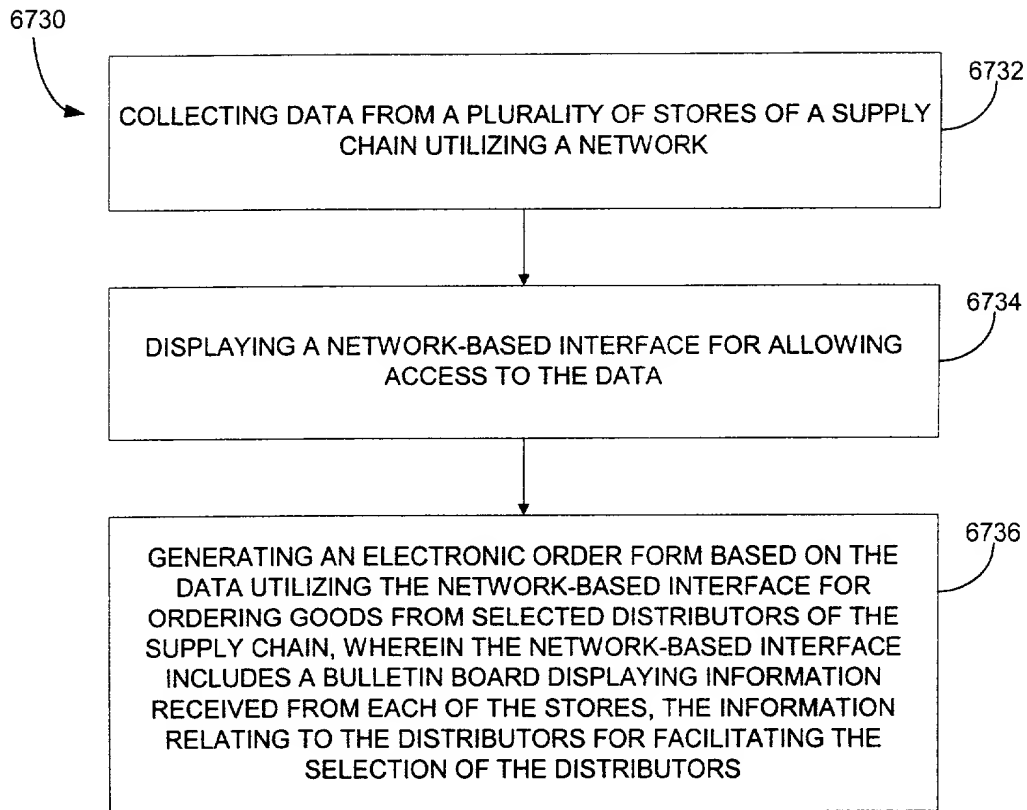 6730
6732
COLLECTING DATA FROM A PLURALITY OF STORES OF A SUPPLY
CHAIN UTILIZING A NETWORK
6734
DISPLAYING A NETWORK-BASED INTERFACE FOR ALLOWING
ACCESS TO THE DATA
6736
GENERATING AN ELECTRONIC ORDER FORM BASED ON THE
DATA UTILIZING THE NETWORK-BASED INTERFACE FOR
ORDERING GOODS FROM SELECTED DISTRIBUTORS OF THE
SUPPLY CHAIN, WHEREIN THE NETWORK-BASED INTERFACE
INCLUDES A BULLETIN BOARD DISPLAYING INFORMATION
RECEIVED FROM EACH OF THE STORES, THE INFORMATION
RELATING TO THE DISTRIBUTORS FOR FACILITATING THE
SELECTION OF THE DISTRIBUTORS